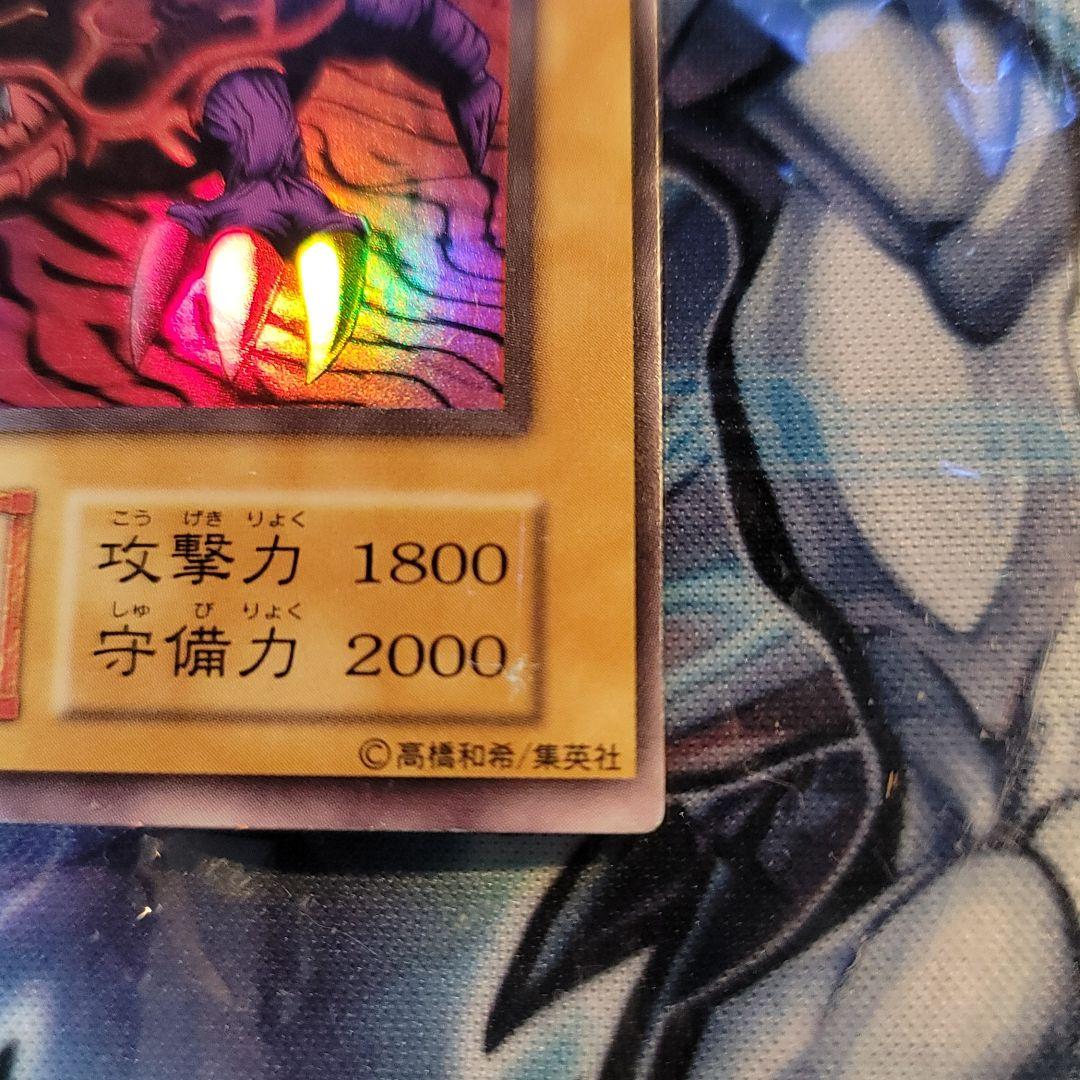 こう げき りょく
攻撃力 1800
しゅ び りょく
守備力 2000
©高橋和希/集英社